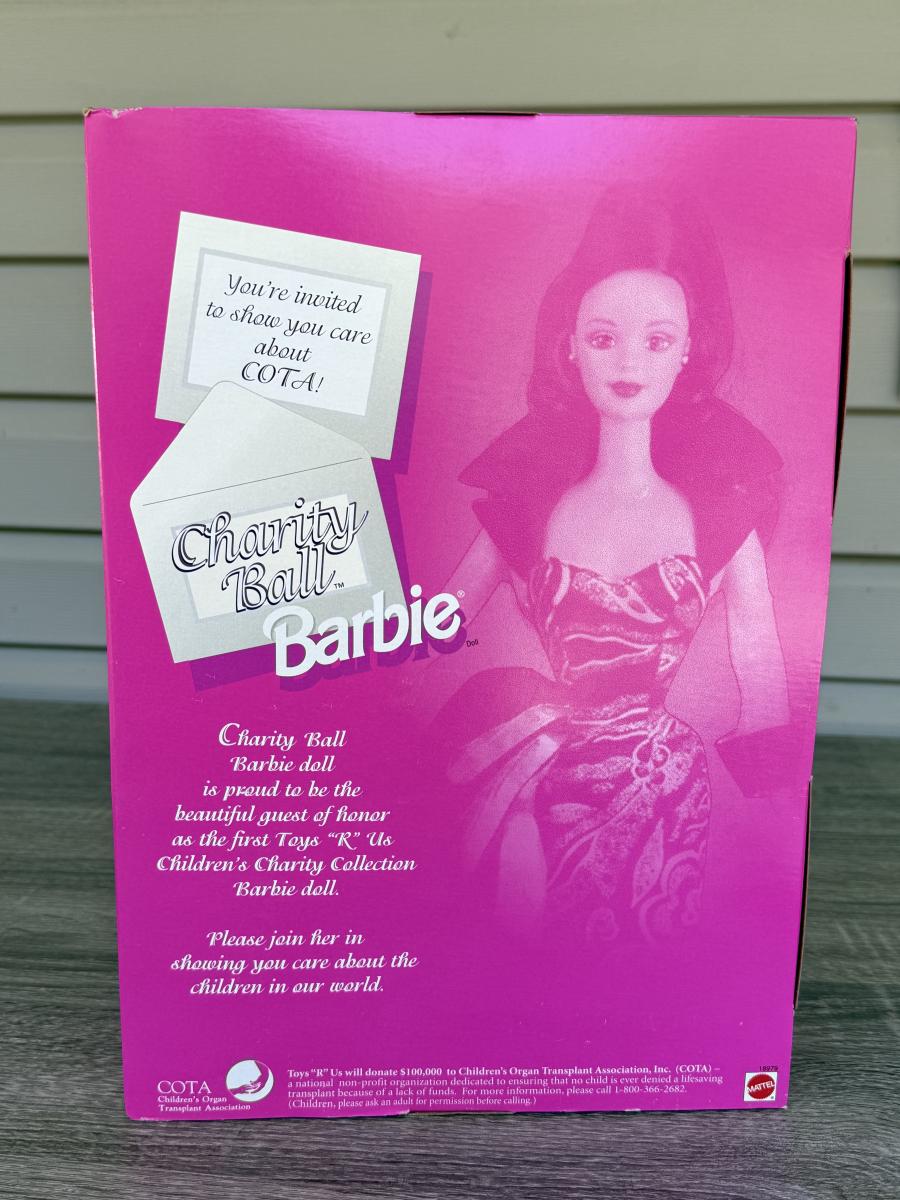 You're invited
to show you care
about
COTA!
Charity
Ball™
Barbie®
Doll
Charity Ball
Barbie doll
is proud to be the
beautiful guest of honor
as the first Toys "R" Us
Children's Charity Collection
Barbie doll.
Please join her in
showing you care about the
children in our world.
COTA
Children's Organ
Transplant Association
Toys "R" Us will donate $100,000 to Children's Organ Transplant Association, Inc. (COTA) –
a national non-profit organization dedicated to ensuring that no child is ever denied a lifesaving
transplant because of a lack of funds. For more information, please call 1-800-366-2682.
(Children, please ask an adult for permission before calling.)
18979
MATTEL